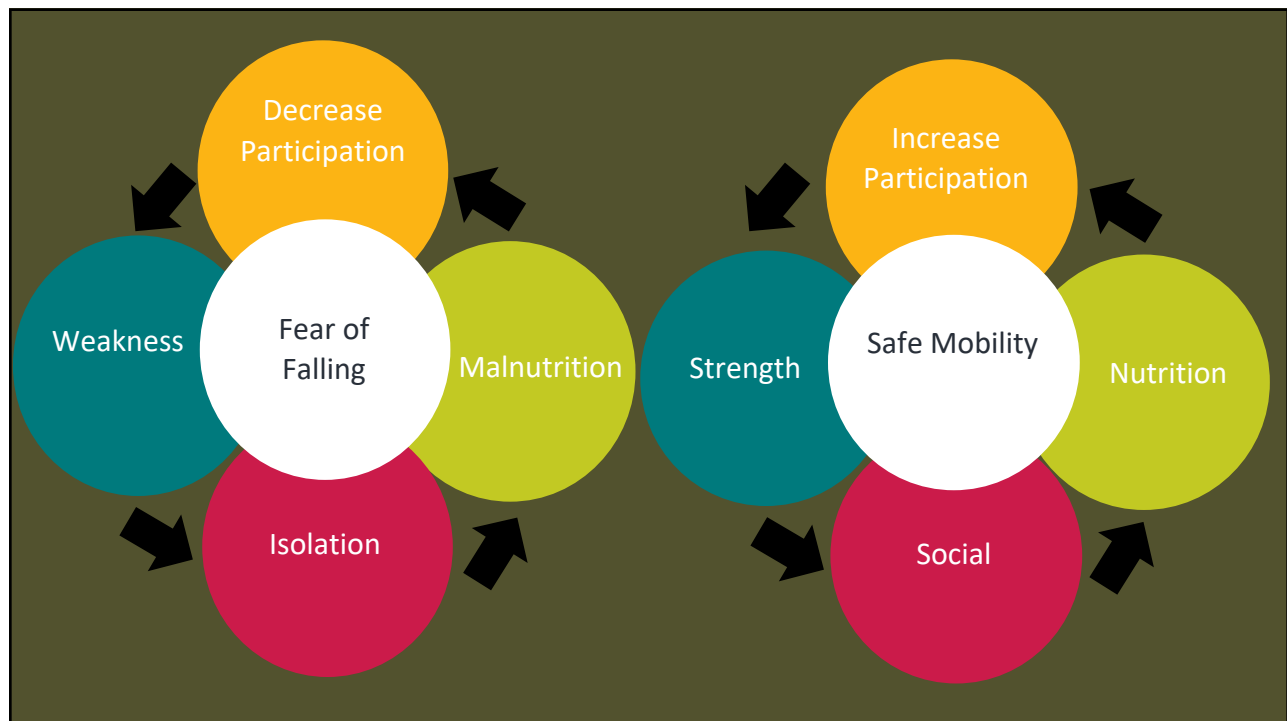 Decrease
Participation
Weakness
Fear of
Falling
Malnutrition
Isolation
Increase
Participation
Strength
Safe Mobility
Nutrition
Social